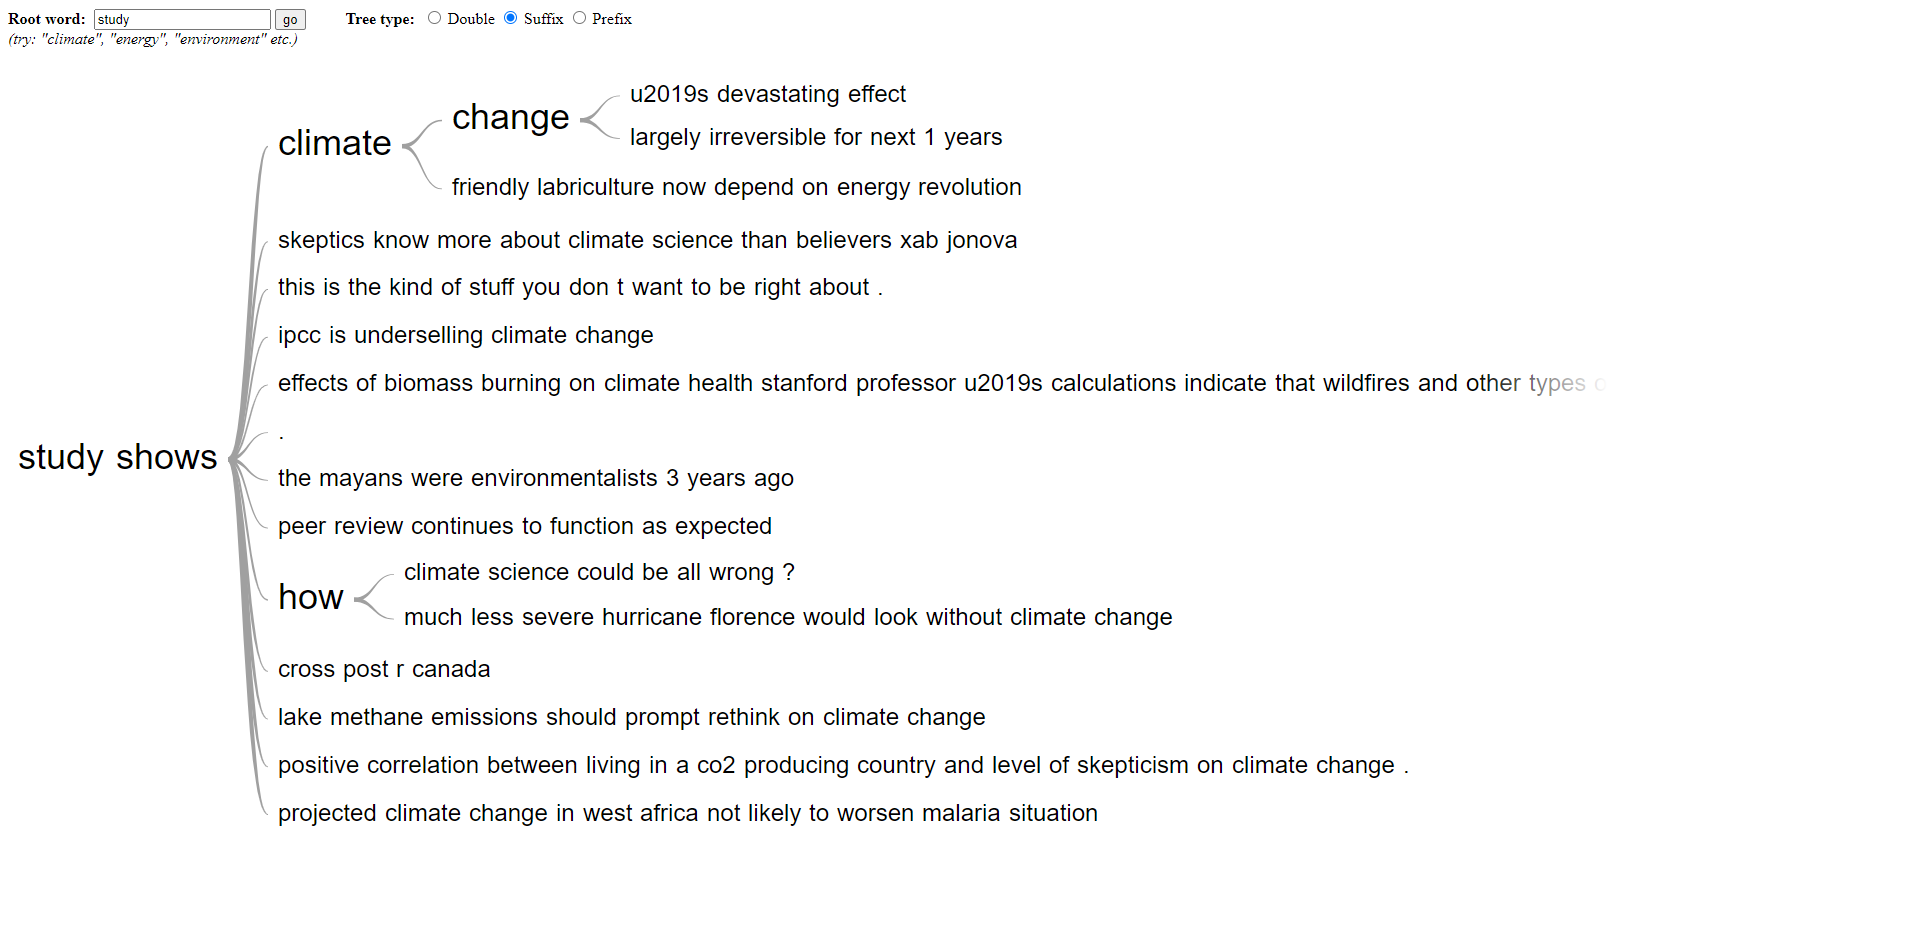 Root word: study go Tree type: Double Suffix Prefix
(try: "climate", "energy", "environment" etc.)
u2019s devastating effect
change
largely irreversible for next 1 years
climate
friendly labriculture now depend on energy revolution
skeptics know more about climate science than believers xab jonova
this is the kind of stuff you don t want to be right about .
ipcc is underselling climate change
effects of biomass burning on climate health stanford professor u2019s calculations indicate that wildfires and other types
.
study shows
the mayans were environmentalists 3 years ago
peer review continues to function as expected
climate science could be all wrong ?
how
much less severe hurricane florence would look without climate change
cross post r canada
lake methane emissions should prompt rethink on climate change
positive correlation between living in a co2 producing country and level of skepticism on climate change .
projected climate change in west africa not likely to worsen malaria situation